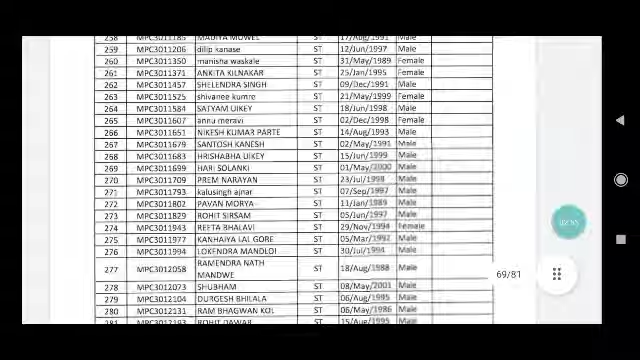 258 MPC3011185 MADIYA MUWEL ST 17/Aug/1991 Male
259 MPC3011206 dilip kanase ST 12/Jun/1997 Male
260 MPC3011350 manisha waskale ST 31/May/1989 Female
261 MPC3011371 ANKITA KILNAKAR ST 25/Jan/1995 Female
262 MPC3011457 SHELENDRA SINGH ST 09/Dec/1991 Male
263 MPC3011525 shivanee kumre ST 21/May/1999 Female
264 MPC3011584 SATYAM UIKEY ST 18/Jun/1998 Male
265 MPC3011607 annu meravi ST 02/Dec/1998 Female
266 MPC3011651 NIKESH KUMAR PARTE ST 14/Aug/1993 Male
267 MPC3011679 SANTOSH KANESH ST 02/May/1991 Male
268 MPC3011683 HRISHABHA UIKEY ST 15/Jun/1999 Male
269 MPC3011699 HARI SOLANKI ST 01/May/2000 Male
270 MPC3011709 PREM NARAYAN ST 23/Jul/1998 Male
271 MPC3011793 kalusingh ajnar ST 07/Sep/1997 Male
272 MPC3011802 PAVAN MORYA ST 11/Jan/1989 Male
273 MPC3011829 ROHIT SIRSAM ST 05/Jun/1997 Male
274 MPC3011943 REETA BHALAVI ST 29/Nov/1994 Female
275 MPC3011977 KANHAIYA LAL GORE ST 05/Mar/1992 Male
276 MPC3011994 LOKENDRA MANDLOI ST 30/Jul/1994 Male
277 MPC3012058 RAMENDRA NATH MANDWE ST 18/Aug/1988 Male
278 MPC3012073 SHUBHAM ST 08/May/2001 Male
279 MPC3012104 DURGESH BHILALA ST 06/Aug/1995 Male
280 MPC3012131 RAM BHAGWAN KOL ST 06/May/1986 Male
281 MPC3012193 ROHIT DAWAR ST 15/Aug/1995 Male
69/81